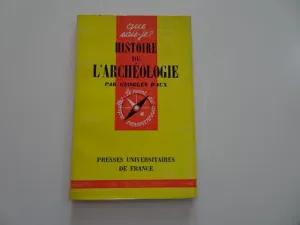 que
sais-je?
HISTOIRE
DE
L'ARCHÉOLOGIE
PAR GEORGES DAUX
PRESSES UNIVERSITAIRES
DE FRANCE